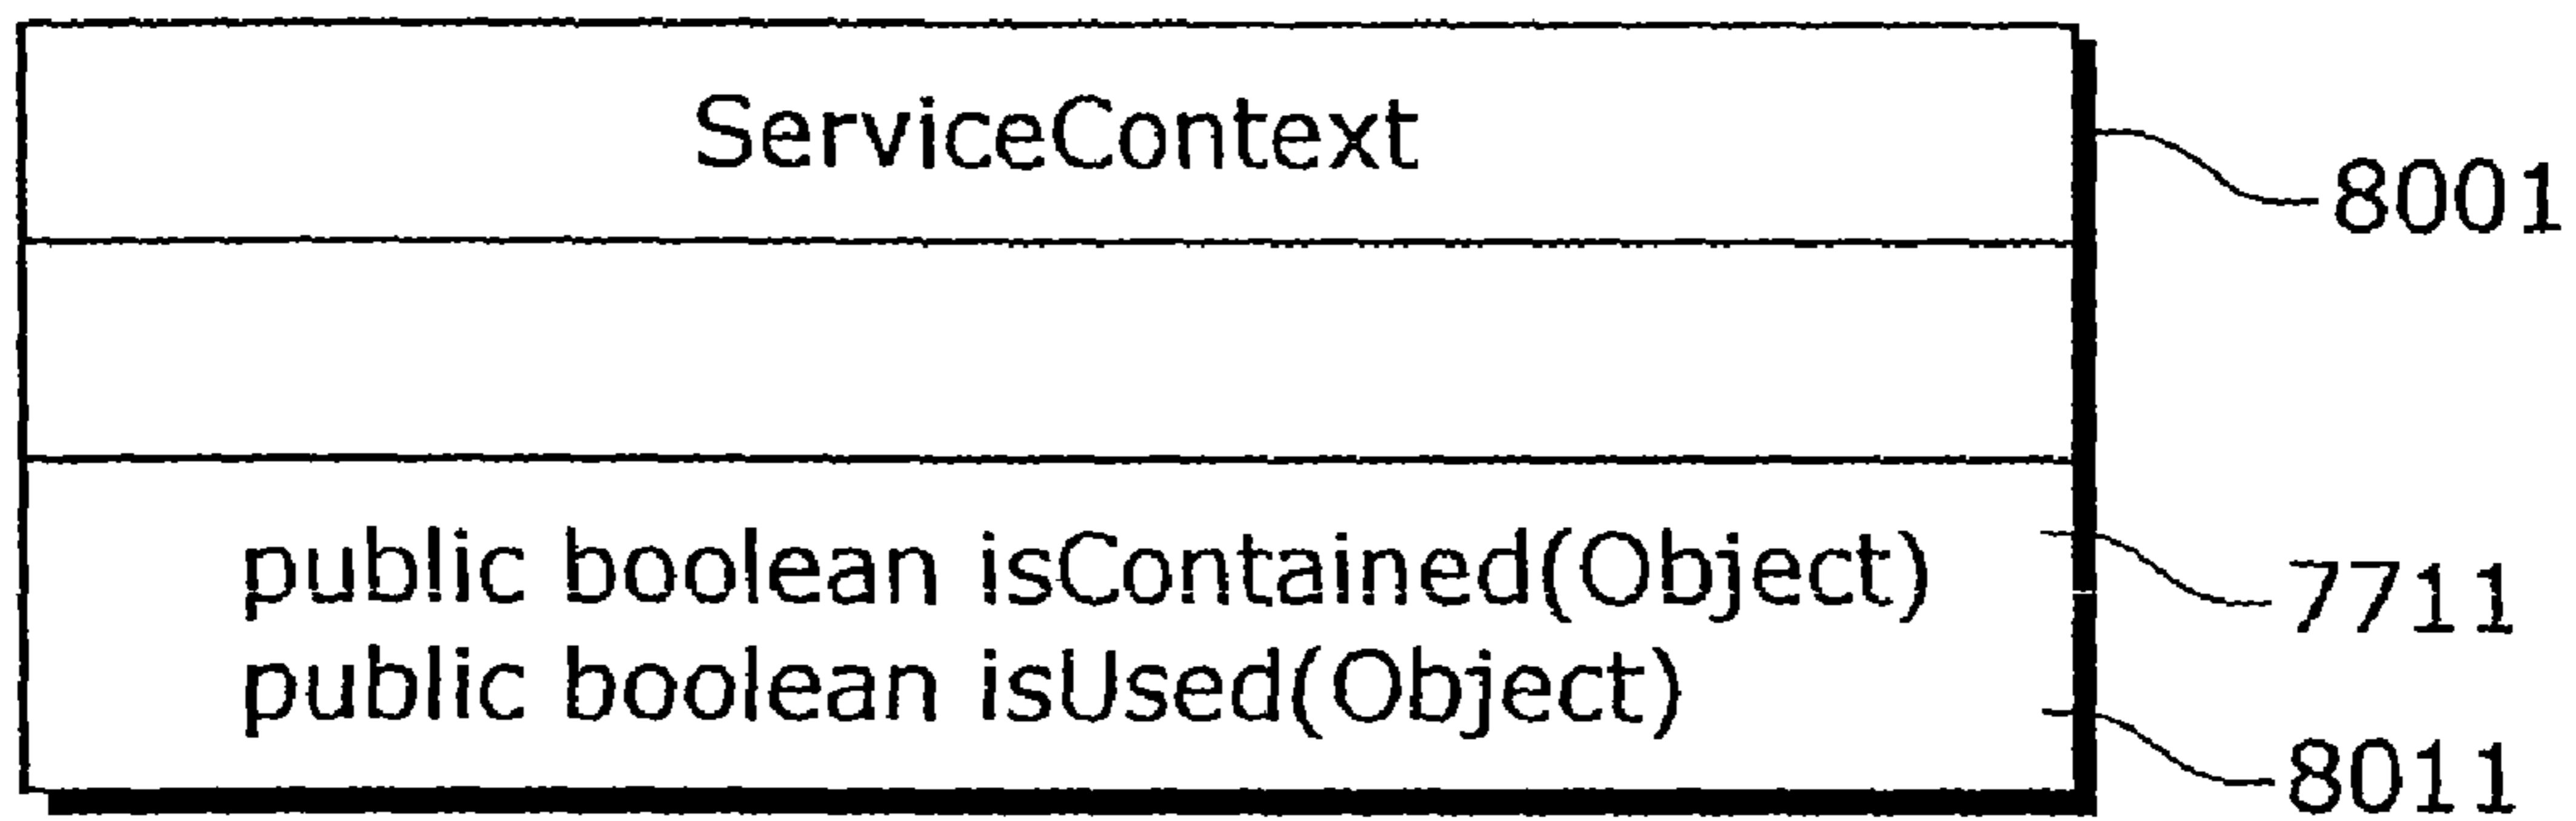 ServiceContext
8001
public boolean isContained(Object)
7711
public boolean isUsed(Object)
8011